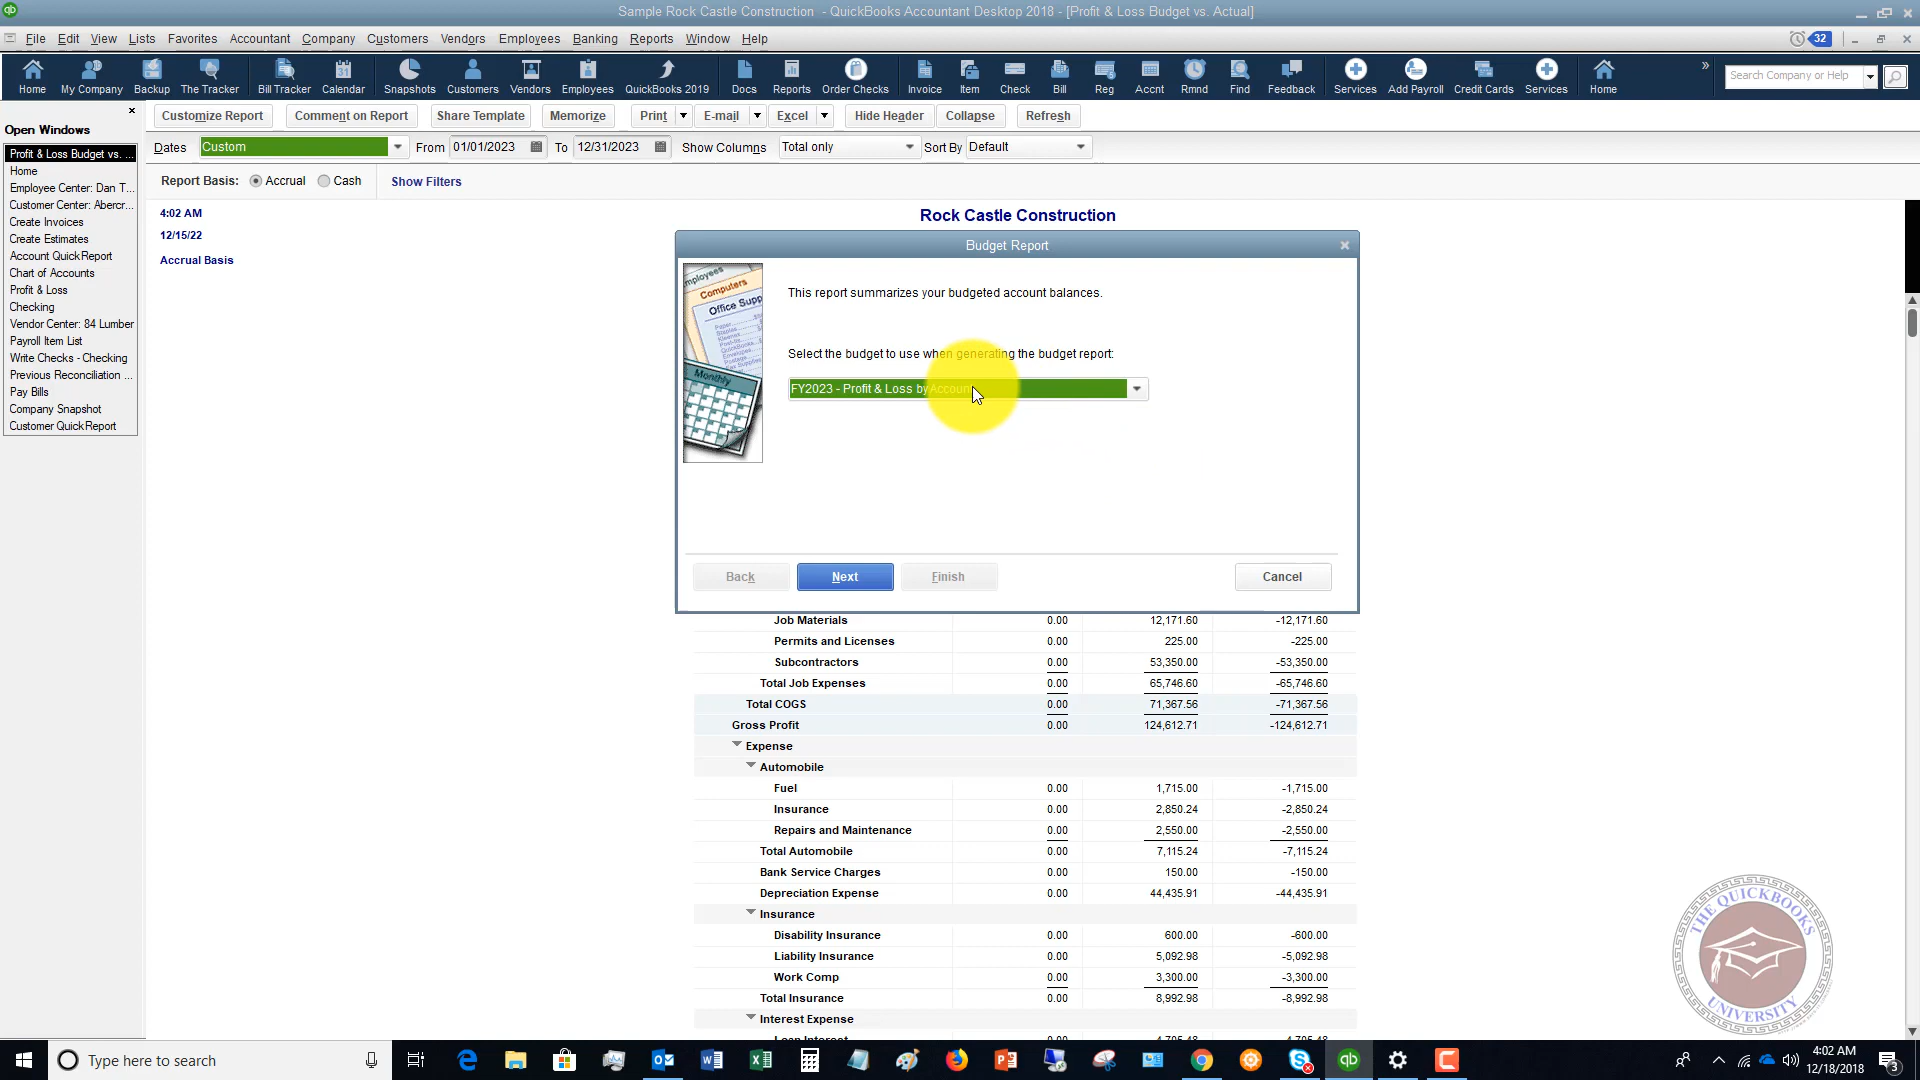 Sample Rock Castle Construction - QuickBooks Accountant Desktop 2018 - [Profit & Loss Budget vs. Actual]
File Edit View Lists Favorites Accountant Company Customers Vendors Employees Banking Reports Window Help
32
Home My Company Backup The Tracker Bill Tracker Calendar Snapshots Customers Vendors Employees QuickBooks 2019 Docs Reports Order Checks Invoice Item Check Bill Reg Accnt Rmnd Find Feedback Services Add Payroll Credit Cards Services Home
Search Company or Help
Customize Report Comment on Report Share Template Memorize Print E-mail Excel Hide Header Collapse Refresh
Dates Custom From 01/01/2023 To 12/31/2023 Show Columns Total only Sort By Default
Report Basis: Accrual Cash Show Filters
Open Windows
Profit & Loss Budget vs. ...
Home
Employee Center: Dan T...
Customer Center: Abercr...
Create Invoices
Create Estimates
Account QuickReport
Chart of Accounts
Profit & Loss
Checking
Vendor Center: 84 Lumber
Payroll Item List
Write Checks - Checking
Previous Reconciliation ...
Pay Bills
Company Snapshot
Customer QuickReport
4:02 AM
12/15/22
Accrual Basis
Rock Castle Construction
Budget Report
Computers
Office Supp
Monthly
This report summarizes your budgeted account balances.
Select the budget to use when generating the budget report:
FY2023 - Profit & Loss by Account
Back Next Finish Cancel
Job Materials 0.00 12,171.60 -12,171.60
Permits and Licenses 0.00 225.00 -225.00
Subcontractors 0.00 53,350.00 -53,350.00
Total Job Expenses 0.00 65,746.60 -65,746.60
Total COGS 0.00 71,367.56 -71,367.56
Gross Profit 0.00 124,612.71 -124,612.71
Expense
Automobile
Fuel 0.00 1,715.00 -1,715.00
Insurance 0.00 2,850.24 -2,850.24
Repairs and Maintenance 0.00 2,550.00 -2,550.00
Total Automobile 0.00 7,115.24 -7,115.24
Bank Service Charges 0.00 150.00 -150.00
Depreciation Expense 0.00 44,435.91 -44,435.91
Insurance
Disability Insurance 0.00 600.00 -600.00
Liability Insurance 0.00 5,092.98 -5,092.98
Work Comp 0.00 3,300.00 -3,300.00
Total Insurance 0.00 8,992.98 -8,992.98
Interest Expense
THE QUICKBOOKS UNIVERSITY
Type here to search
4:02 AM
12/18/2018
3